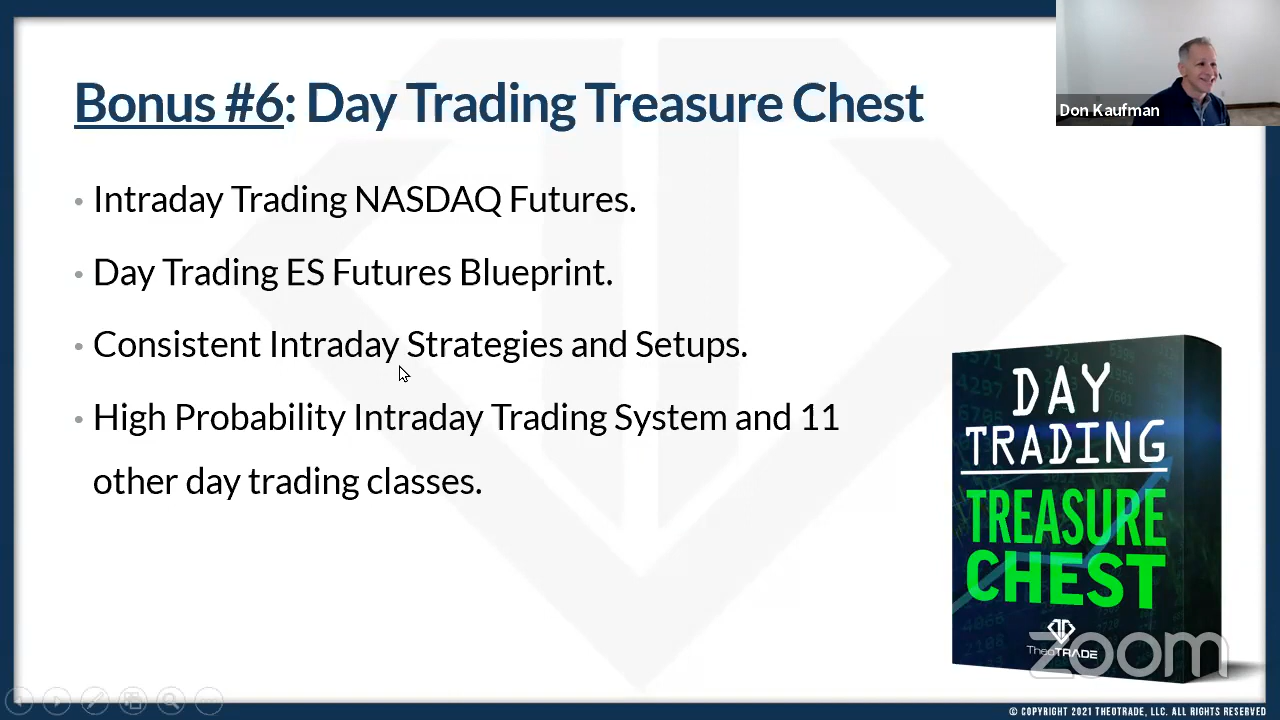 Bonus #6: Day Trading Treasure Chest
Don Kaufman
• Intraday Trading NASDAQ Futures.
• Day Trading ES Futures Blueprint.
• Consistent Intraday Strategies and Setups.
• High Probability Intraday Trading System and 11
other day trading classes.
DAY
TRADING
TREASURE
CHEST
TheoTRADE
zoom
© COPYRIGHT 2021 THEOTRADE, LLC. ALL RIGHTS RESERVED